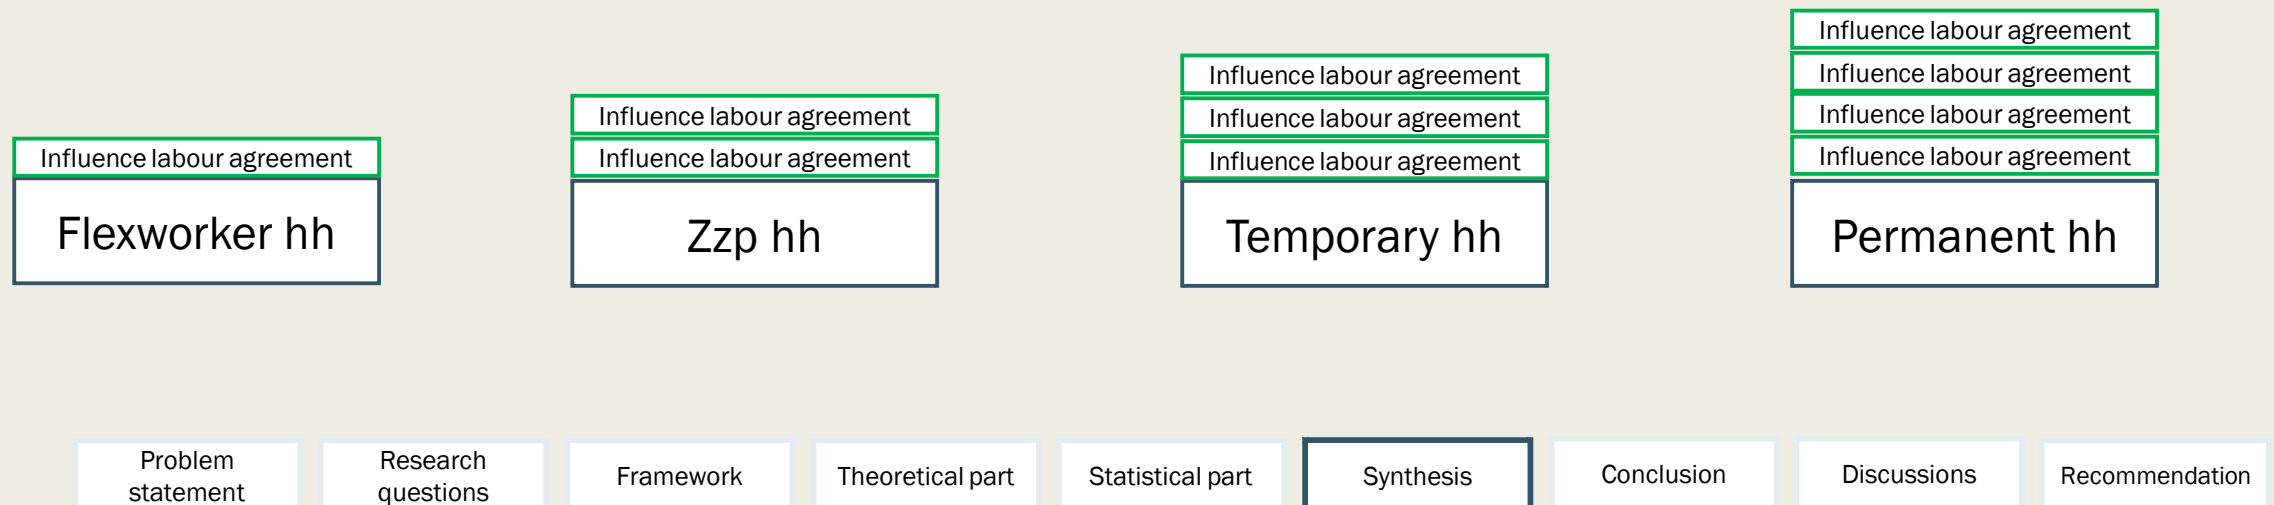 Influence labour agreement
Flexworker hh
Influence labour agreement
Influence labour agreement
Zzp hh
Influence labour agreement
Influence labour agreement
Influence labour agreement
Temporary hh
Influence labour agreement
Influence labour agreement
Influence labour agreement
Influence labour agreement
Permanent hh
Problem
statement
Research
questions
Framework
Theoretical part
Statistical part
Synthesis
Conclusion
Discussions
Recommendation